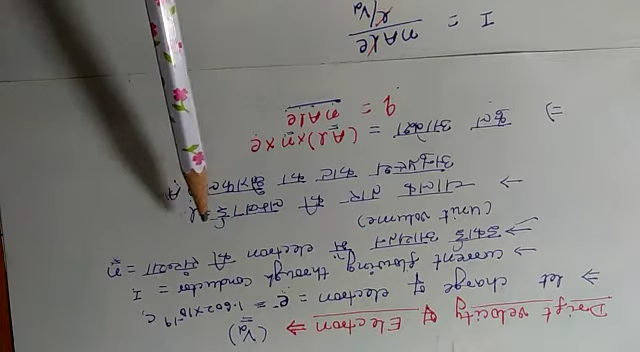 Drift velocity of Electron ⇒ (Vd)
→ let charge of electron = e⁻ = 1.602 × 10⁻¹⁹ C,
→ current flowing through conductor = I
→ इकाई आयतन में electron की संख्या = n
(unit volume)
→ चालक तार की लंबाई = l
अनुप्रस्थ काट का क्षेत्रफल A
⇒ कुल आवेश = (Al) × n × e
q = nAle
I = nAle / l/Vd